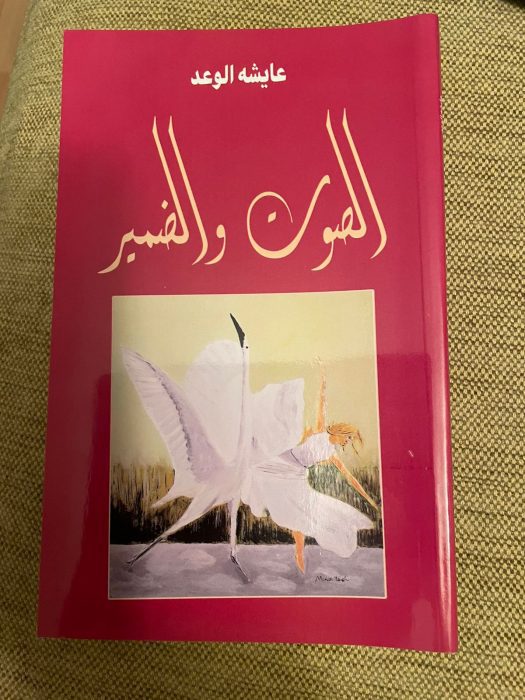 عايشه الوعد
الصوت والضمير